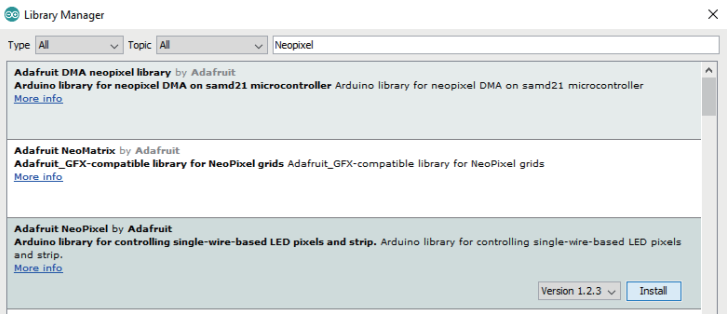 Library Manager
Type All Topic All Neopixel
Adafruit DMA neopixel library by Adafruit
Arduino library for neopixel DMA on samd21 microcontroller Arduino library for neopixel DMA on samd21 microcontroller
More info
Adafruit NeoMatrix by Adafruit
Adafruit_GFX-compatible library for NeoPixel grids Adafruit_GFX-compatible library for NeoPixel grids
More info
Adafruit NeoPixel by Adafruit
Arduino library for controlling single-wire-based LED pixels and strip. Arduino library for controlling single-wire-based LED pixels
and strip.
More info
Version 1.2.3 Install